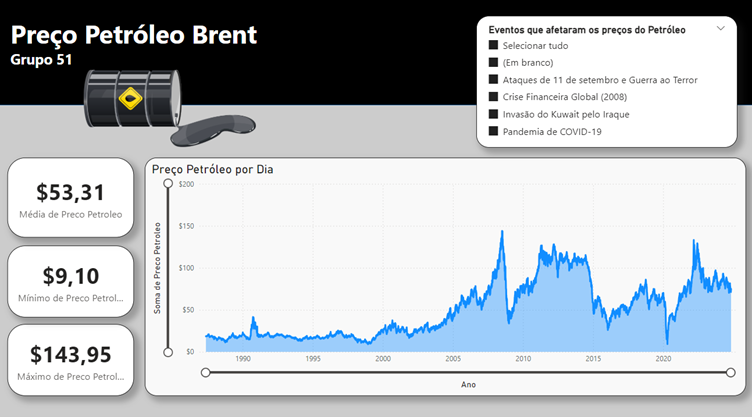 Preço Petróleo Brent
Grupo 51
Eventos que afetaram os preços do Petróleo
Selecionar tudo
(Em branco)
Ataques de 11 de setembro e Guerra ao Terror
Crise Financeira Global (2008)
Invasão do Kuwait pelo Iraque
Pandemia de COVID-19
$53,31
Média de Preco Petroleo
$9,10
Mínimo de Preco Petrol...
$143,95
Máximo de Preco Petrol...
Preço Petróleo por Dia
Soma de Preco Petroleo
$200
$150
$100
$50
$0
1990
1995
2000
2005
2010
2015
2020
Ano